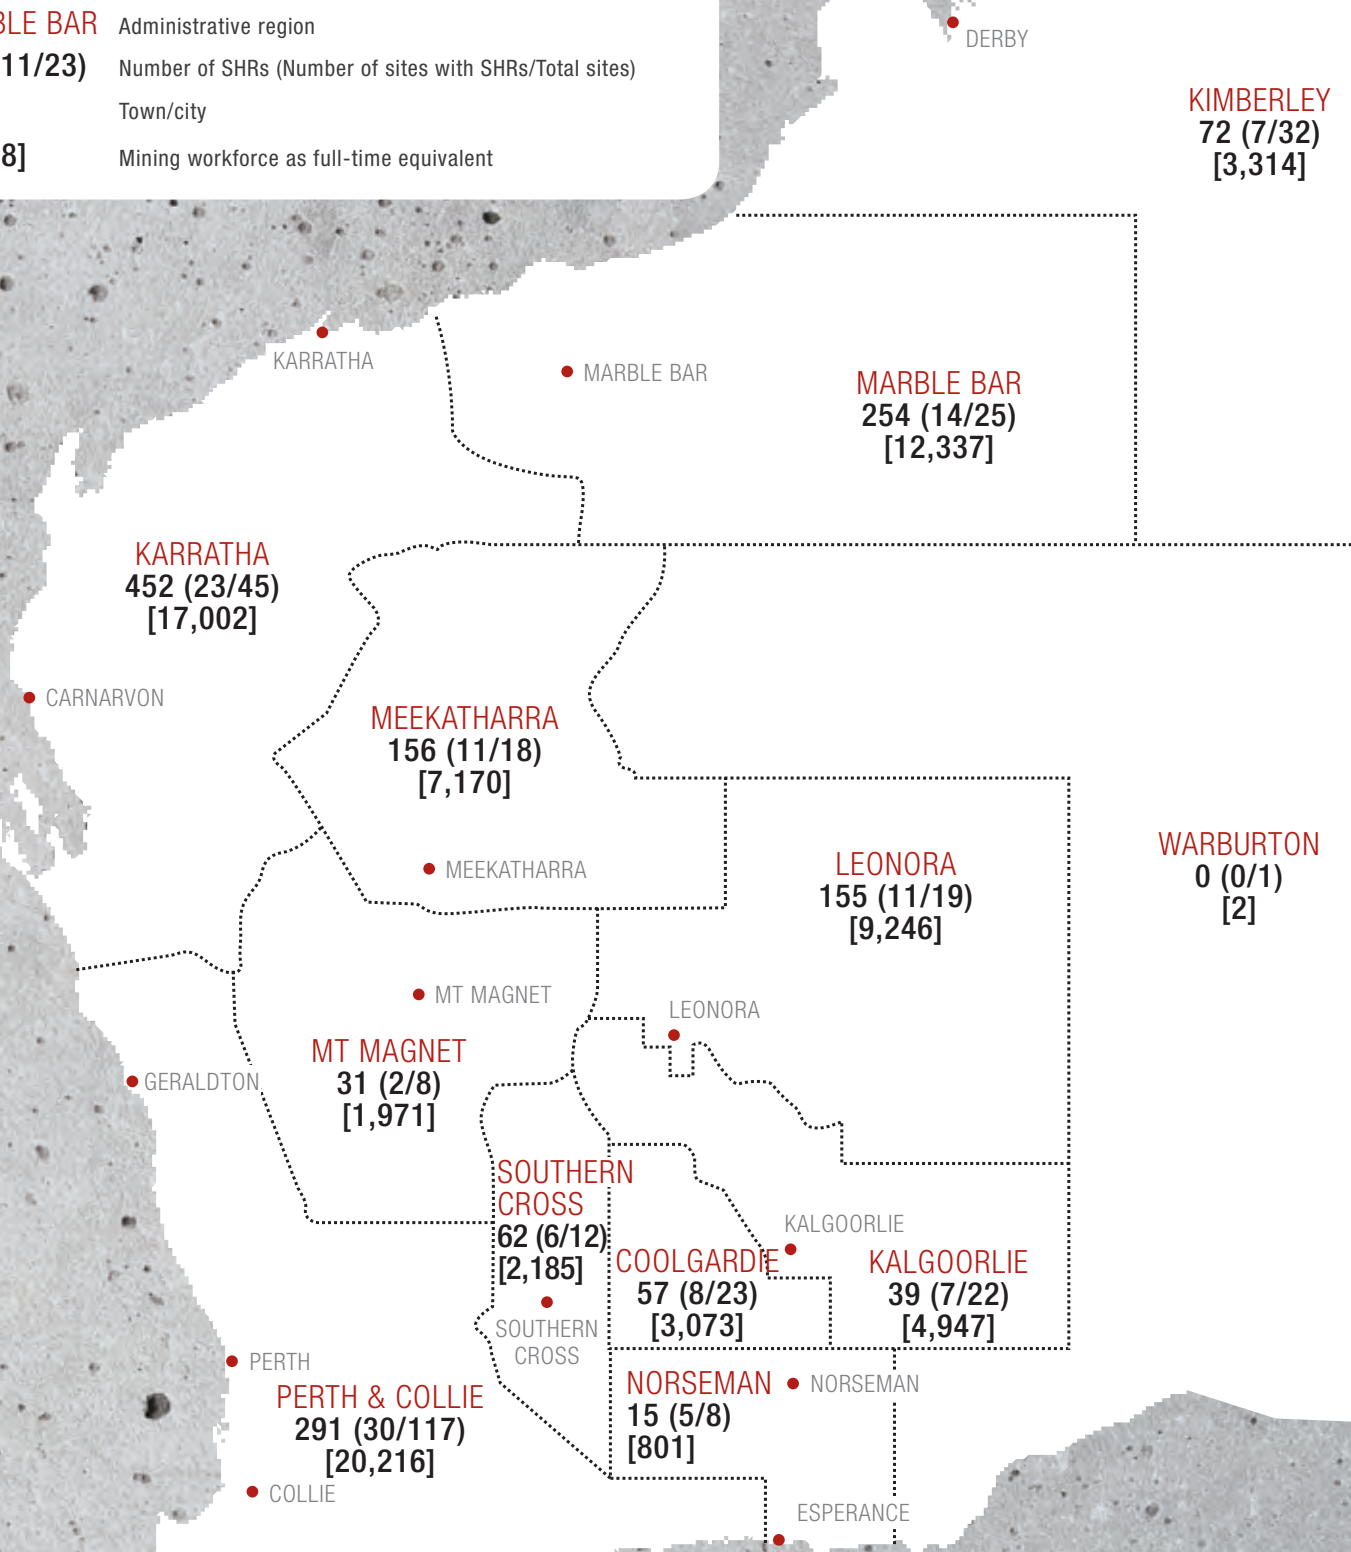 BLE BAR Administrative region
11/23) Number of SHRs (Number of sites with SHRs/Total sites)
Town/city
8] Mining workforce as full-time equivalent
DERBY
KIMBERLEY
72 (7/32)
[3,314]
KARRATHA
MARBLE BAR
MARBLE BAR
254 (14/25)
[12,337]
KARRATHA
452 (23/45)
[17,002]
CARNARVON
MEEKATHARRA
156 (11/18)
[7,170]
MEEKATHARRA
LEONORA
155 (11/19)
[9,246]
WARBURTON
0 (0/1)
[2]
MT MAGNET
LEONORA
MT MAGNET
31 (2/8)
[1,971]
GERALDTON
SOUTHERN
CROSS
62 (6/12)
[2,185]
SOUTHERN
CROSS
KALGOORLIE
COOLGARDIE
57 (8/23)
[3,073]
KALGOORLIE
39 (7/22)
[4,947]
PERTH
PERTH & COLLIE
291 (30/117)
[20,216]
COLLIE
NORSEMAN
15 (5/8)
[801]
NORSEMAN
ESPERANCE